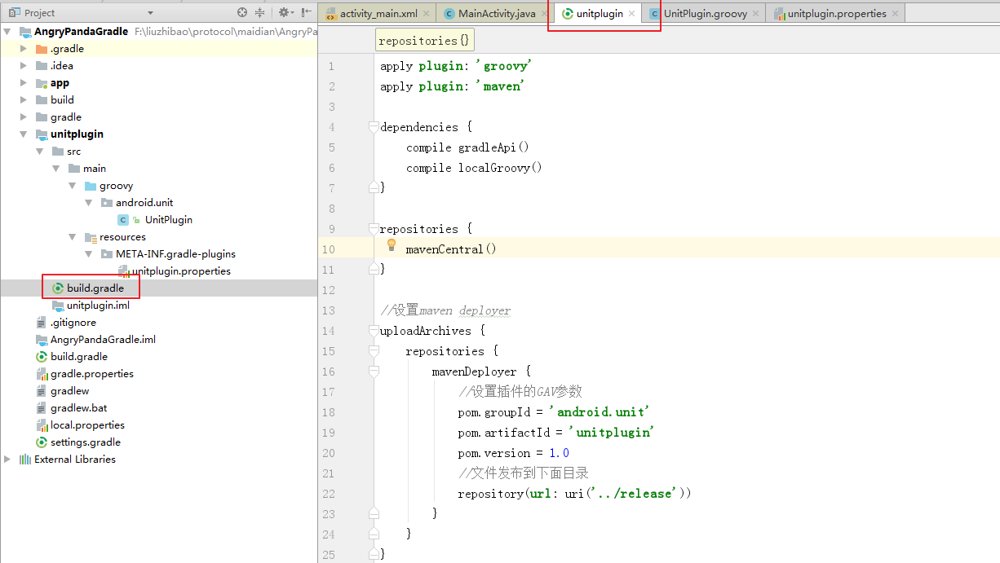 Project
activity_main.xml
MainActivity.java
unitplugin
UnitPlugin.groovy
unitplugin.properties
AngryPandaGradle F:\liuzhibao\protocol\maidian\AngryPa
.gradle
.idea
app
build
gradle
unitplugin
src
main
groovy
android.unit
UnitPlugin
resources
META-INF.gradle-plugins
unitplugin.properties
build.gradle
unitplugin.iml
.gitignore
AngryPandaGradle.iml
build.gradle
gradle.properties
gradlew
gradlew.bat
local.properties
settings.gradle
External Libraries
repositories{}
1 apply plugin: 'groovy'
2 apply plugin: 'maven'
3
4 dependencies {
5 compile gradleApi()
6 compile localGroovy()
7 }
8
9 repositories {
10 mavenCentral()
11 }
12
13 //设置maven deployer
14 uploadArchives {
15 repositories {
16 mavenDeployer {
17 //设置插件的GAV参数
18 pom.groupId = 'android.unit'
19 pom.artifactId = 'unitplugin'
20 pom.version = 1.0
21 //文件发布到下面目录
22 repository(url: uri('../release'))
23 }
24 }
25 }